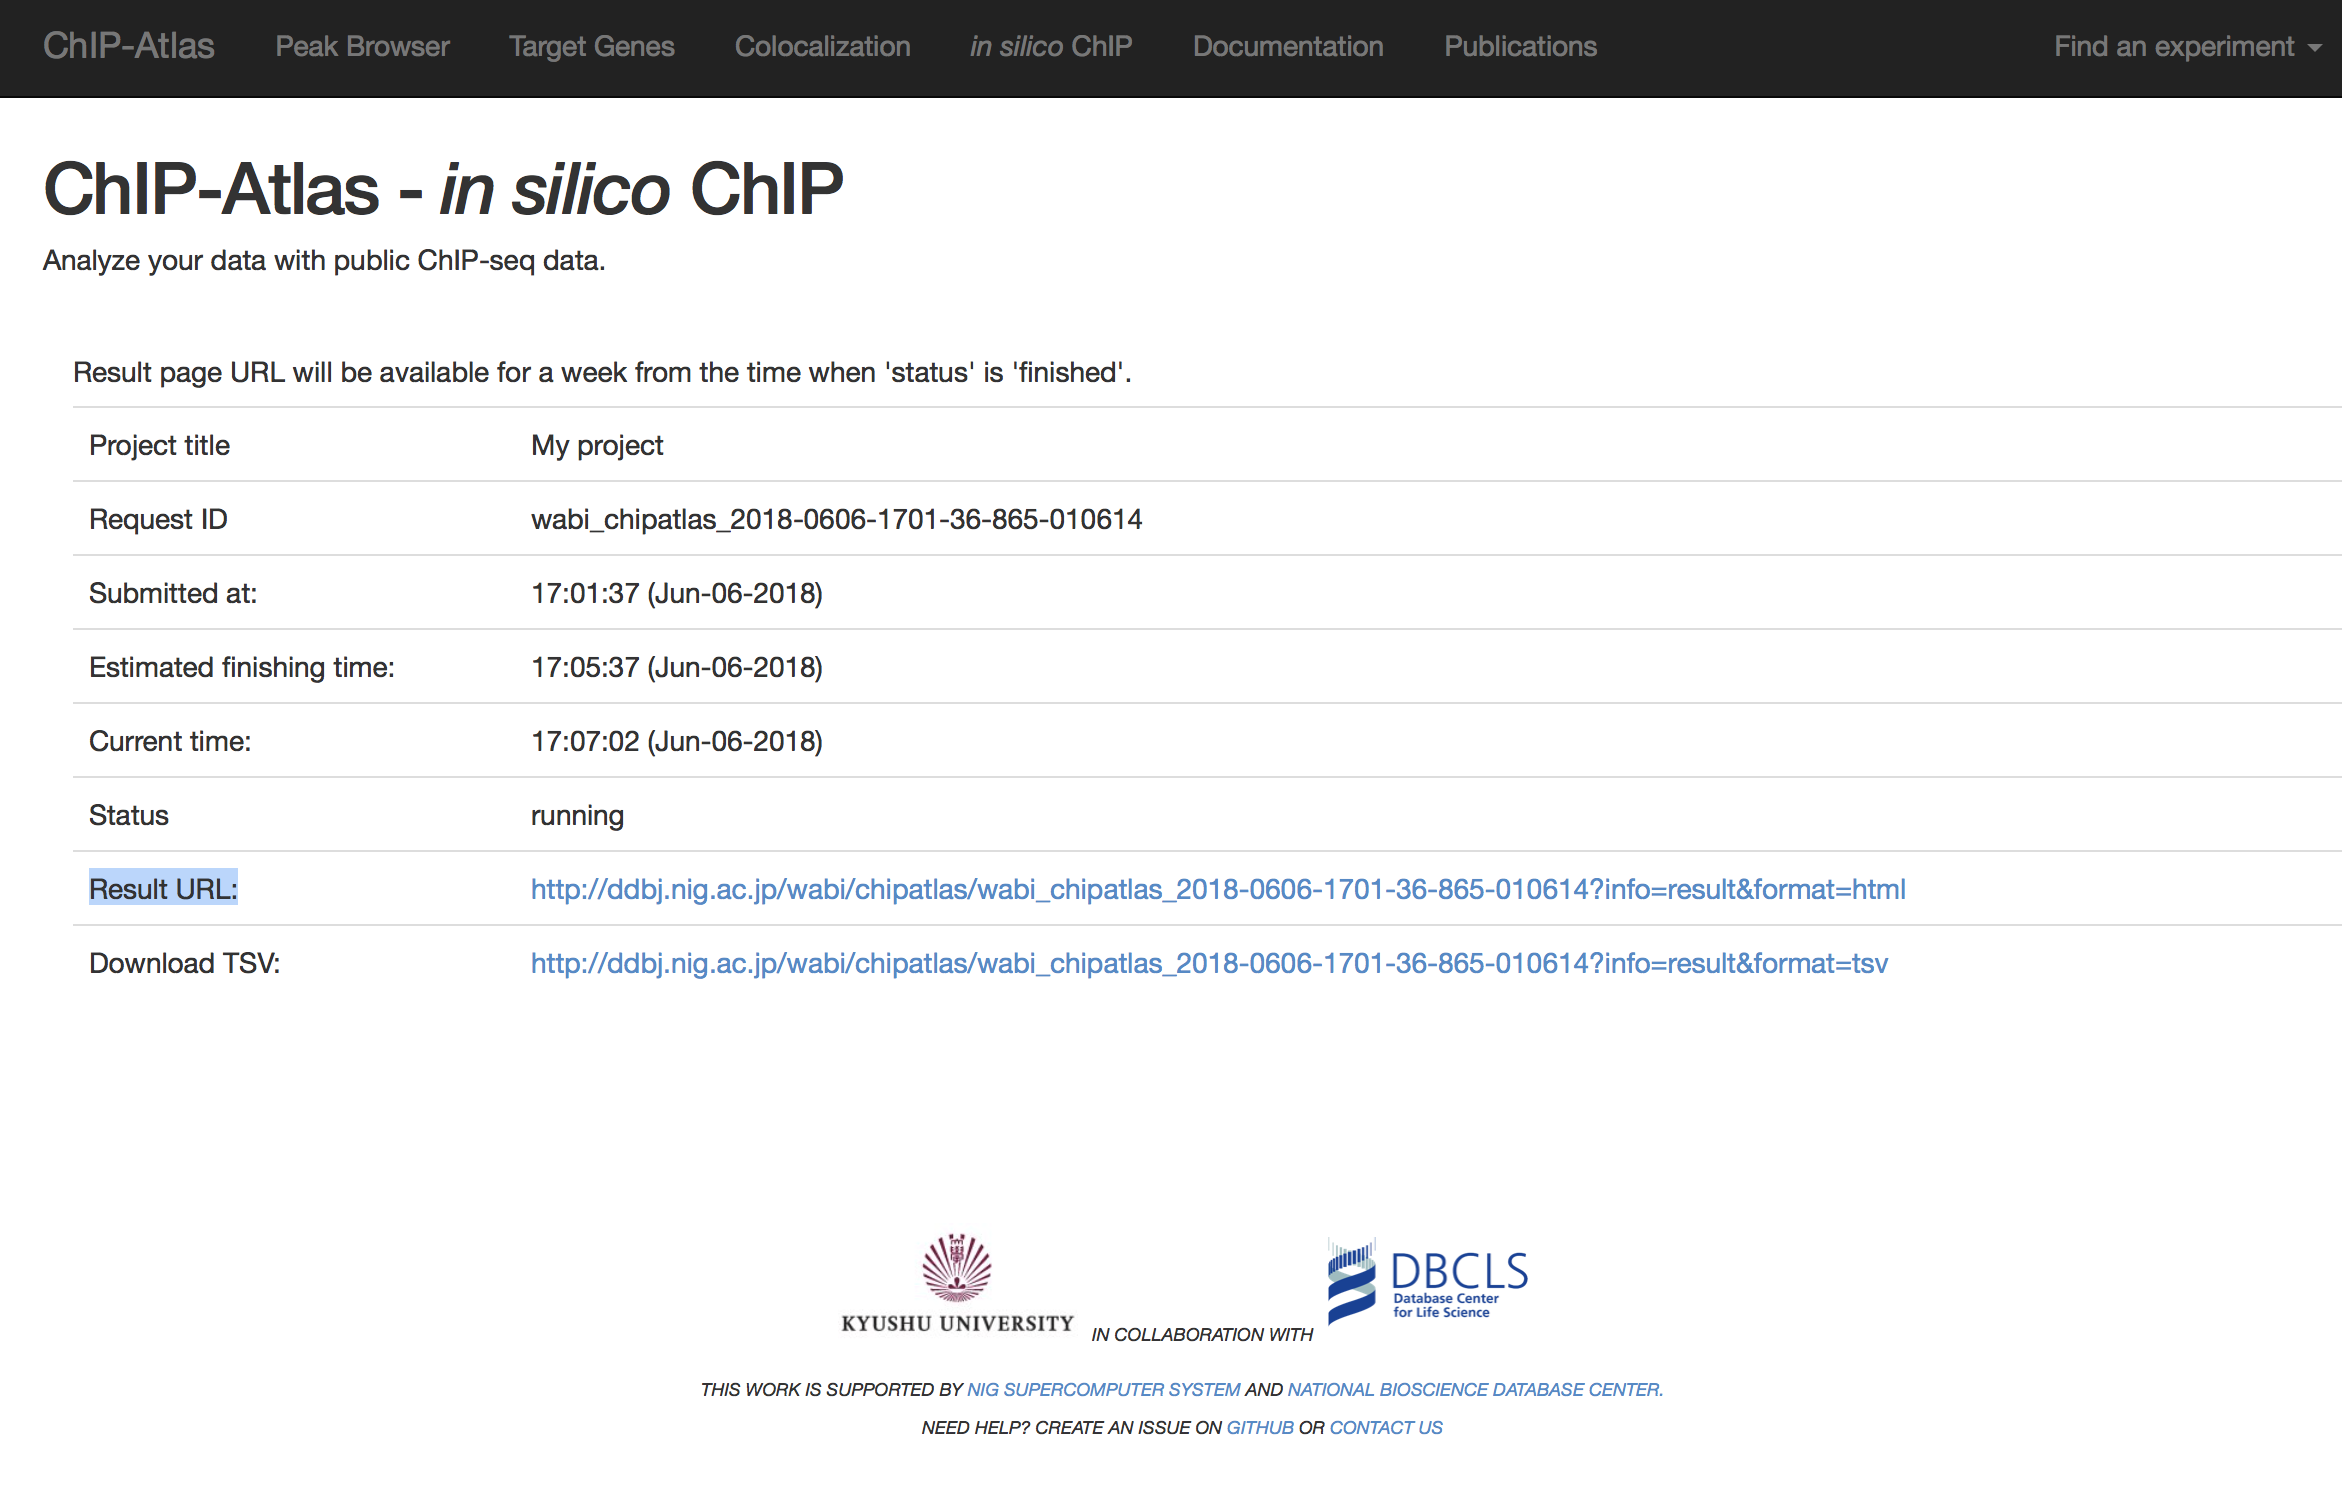 ChIP-Atlas Peak Browser Target Genes Colocalization in silico ChIP Documentation Publications Find an experiment
ChIP-Atlas - in silico ChIP
Analyze your data with public ChIP-seq data.
Result page URL will be available for a week from the time when 'status' is 'finished'.
Project title My project
Request ID wabi_chipatlas_2018-0606-1701-36-865-010614
Submitted at: 17:01:37 (Jun-06-2018)
Estimated finishing time: 17:05:37 (Jun-06-2018)
Current time: 17:07:02 (Jun-06-2018)
Status running
Result URL: http://ddbj.nig.ac.jp/wabi/chipatlas/wabi_chipatlas_2018-0606-1701-36-865-010614?info=result&format=html
Download TSV: http://ddbj.nig.ac.jp/wabi/chipatlas/wabi_chipatlas_2018-0606-1701-36-865-010614?info=result&format=tsv
KYUSHU UNIVERSITY IN COLLABORATION WITH DBCLS
Database Center
for Life Science
THIS WORK IS SUPPORTED BY NIG SUPERCOMPUTER SYSTEM AND NATIONAL BIOSCIENCE DATABASE CENTER.
NEED HELP? CREATE AN ISSUE ON GITHUB OR CONTACT US